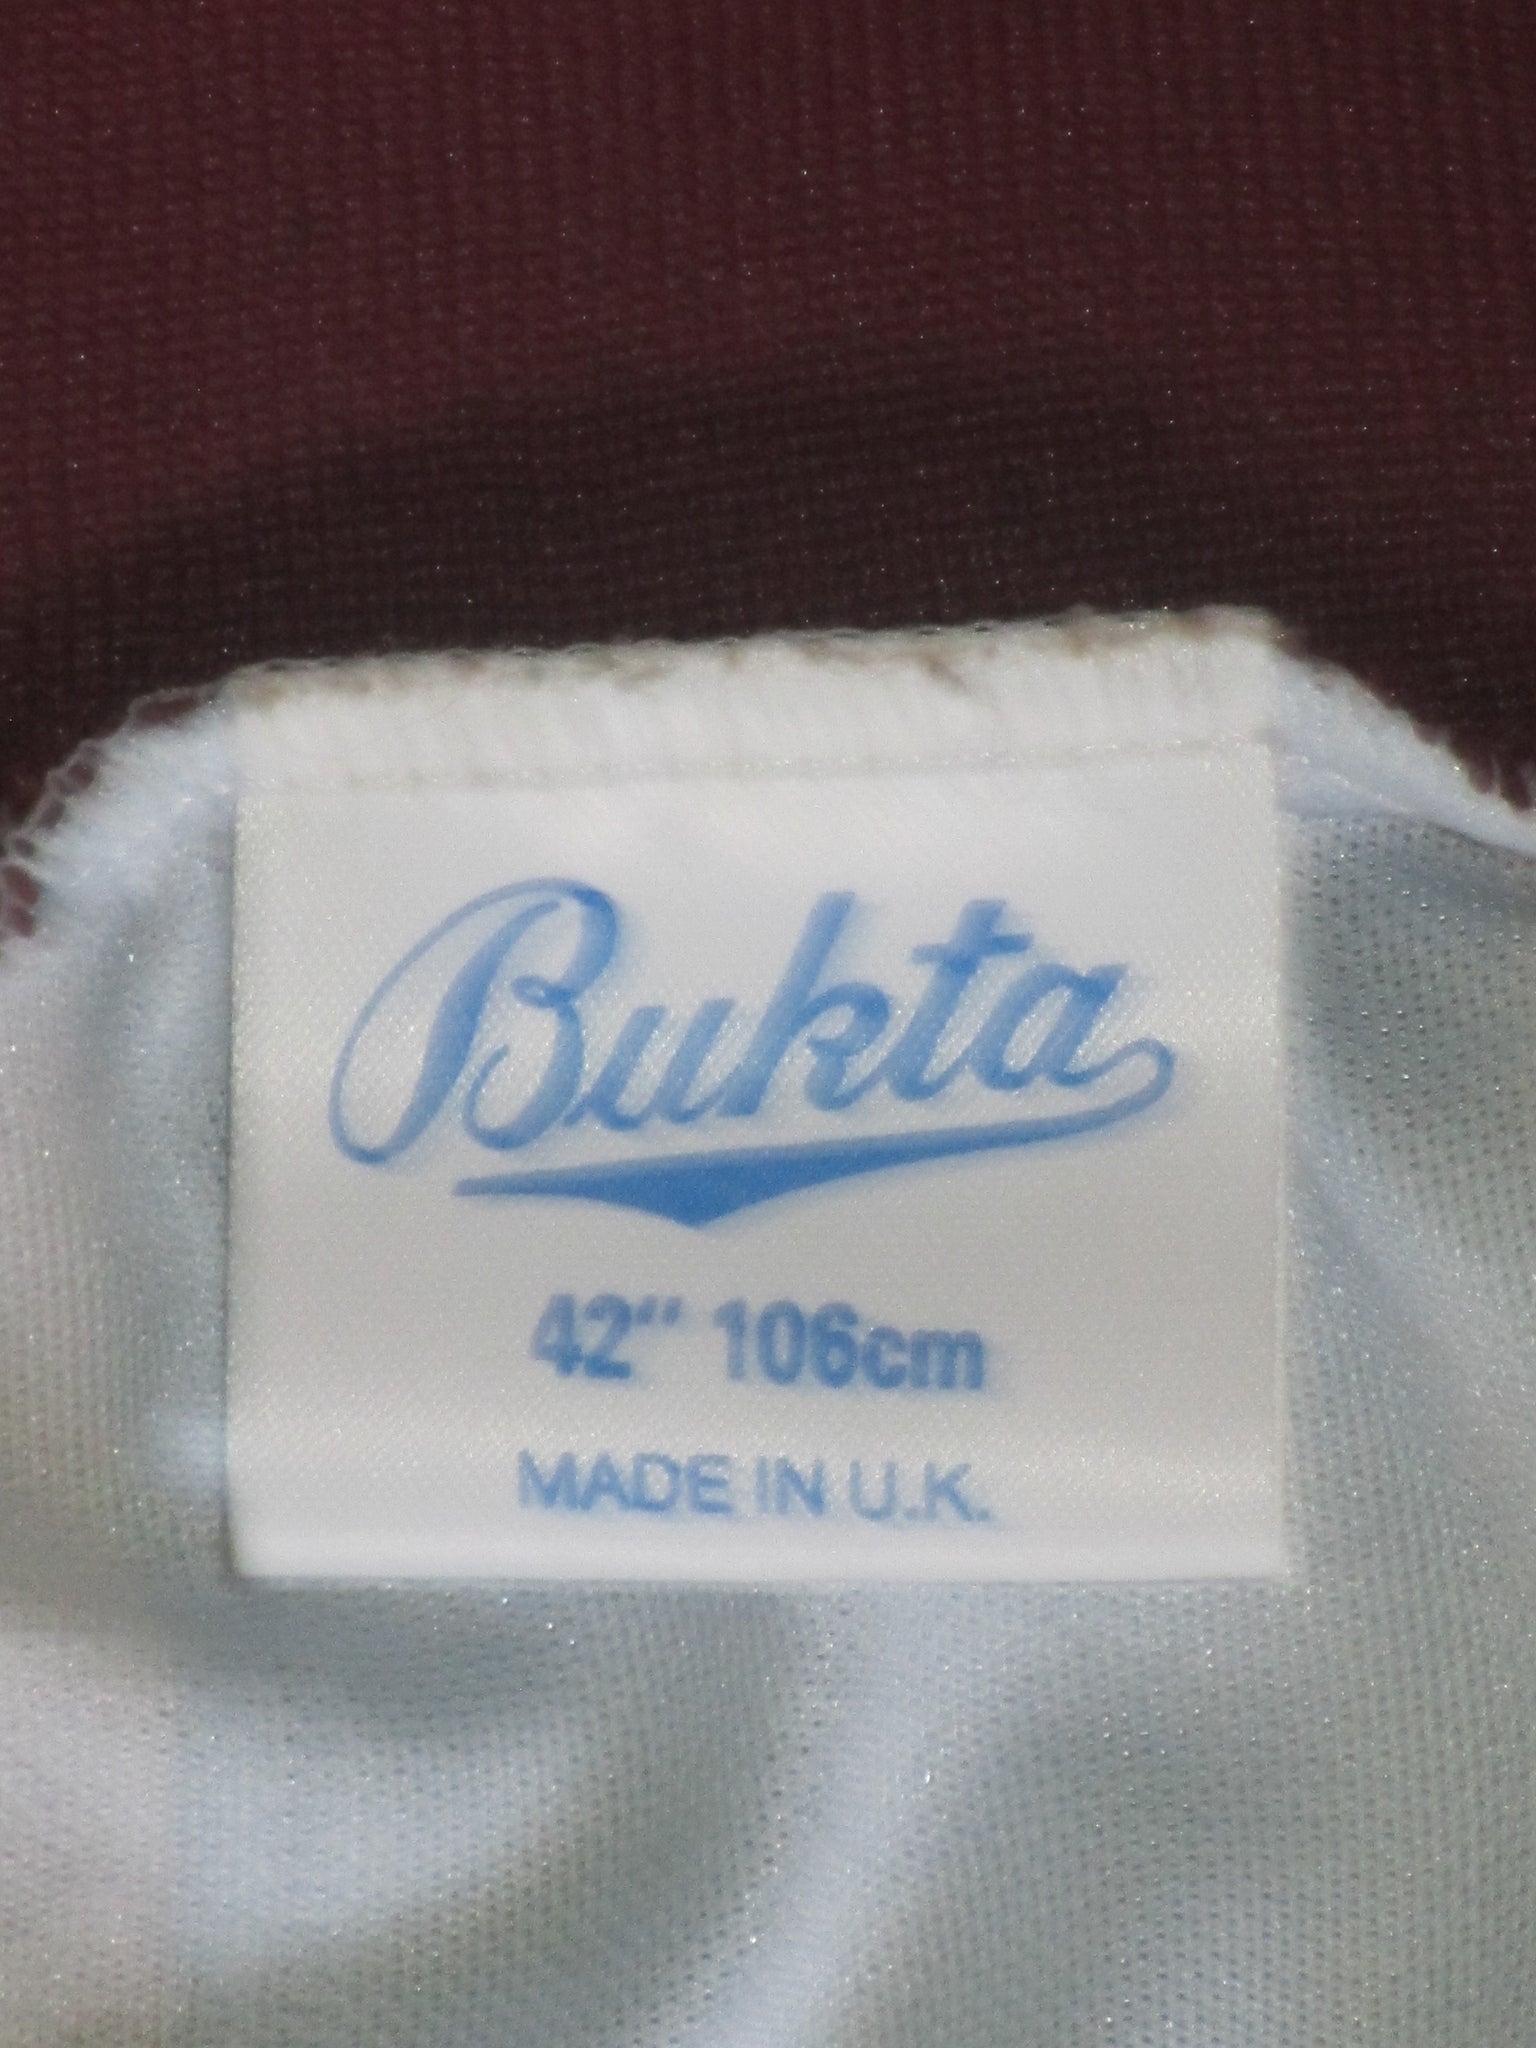 Bukta
42" 106cm
MADE IN U.K.